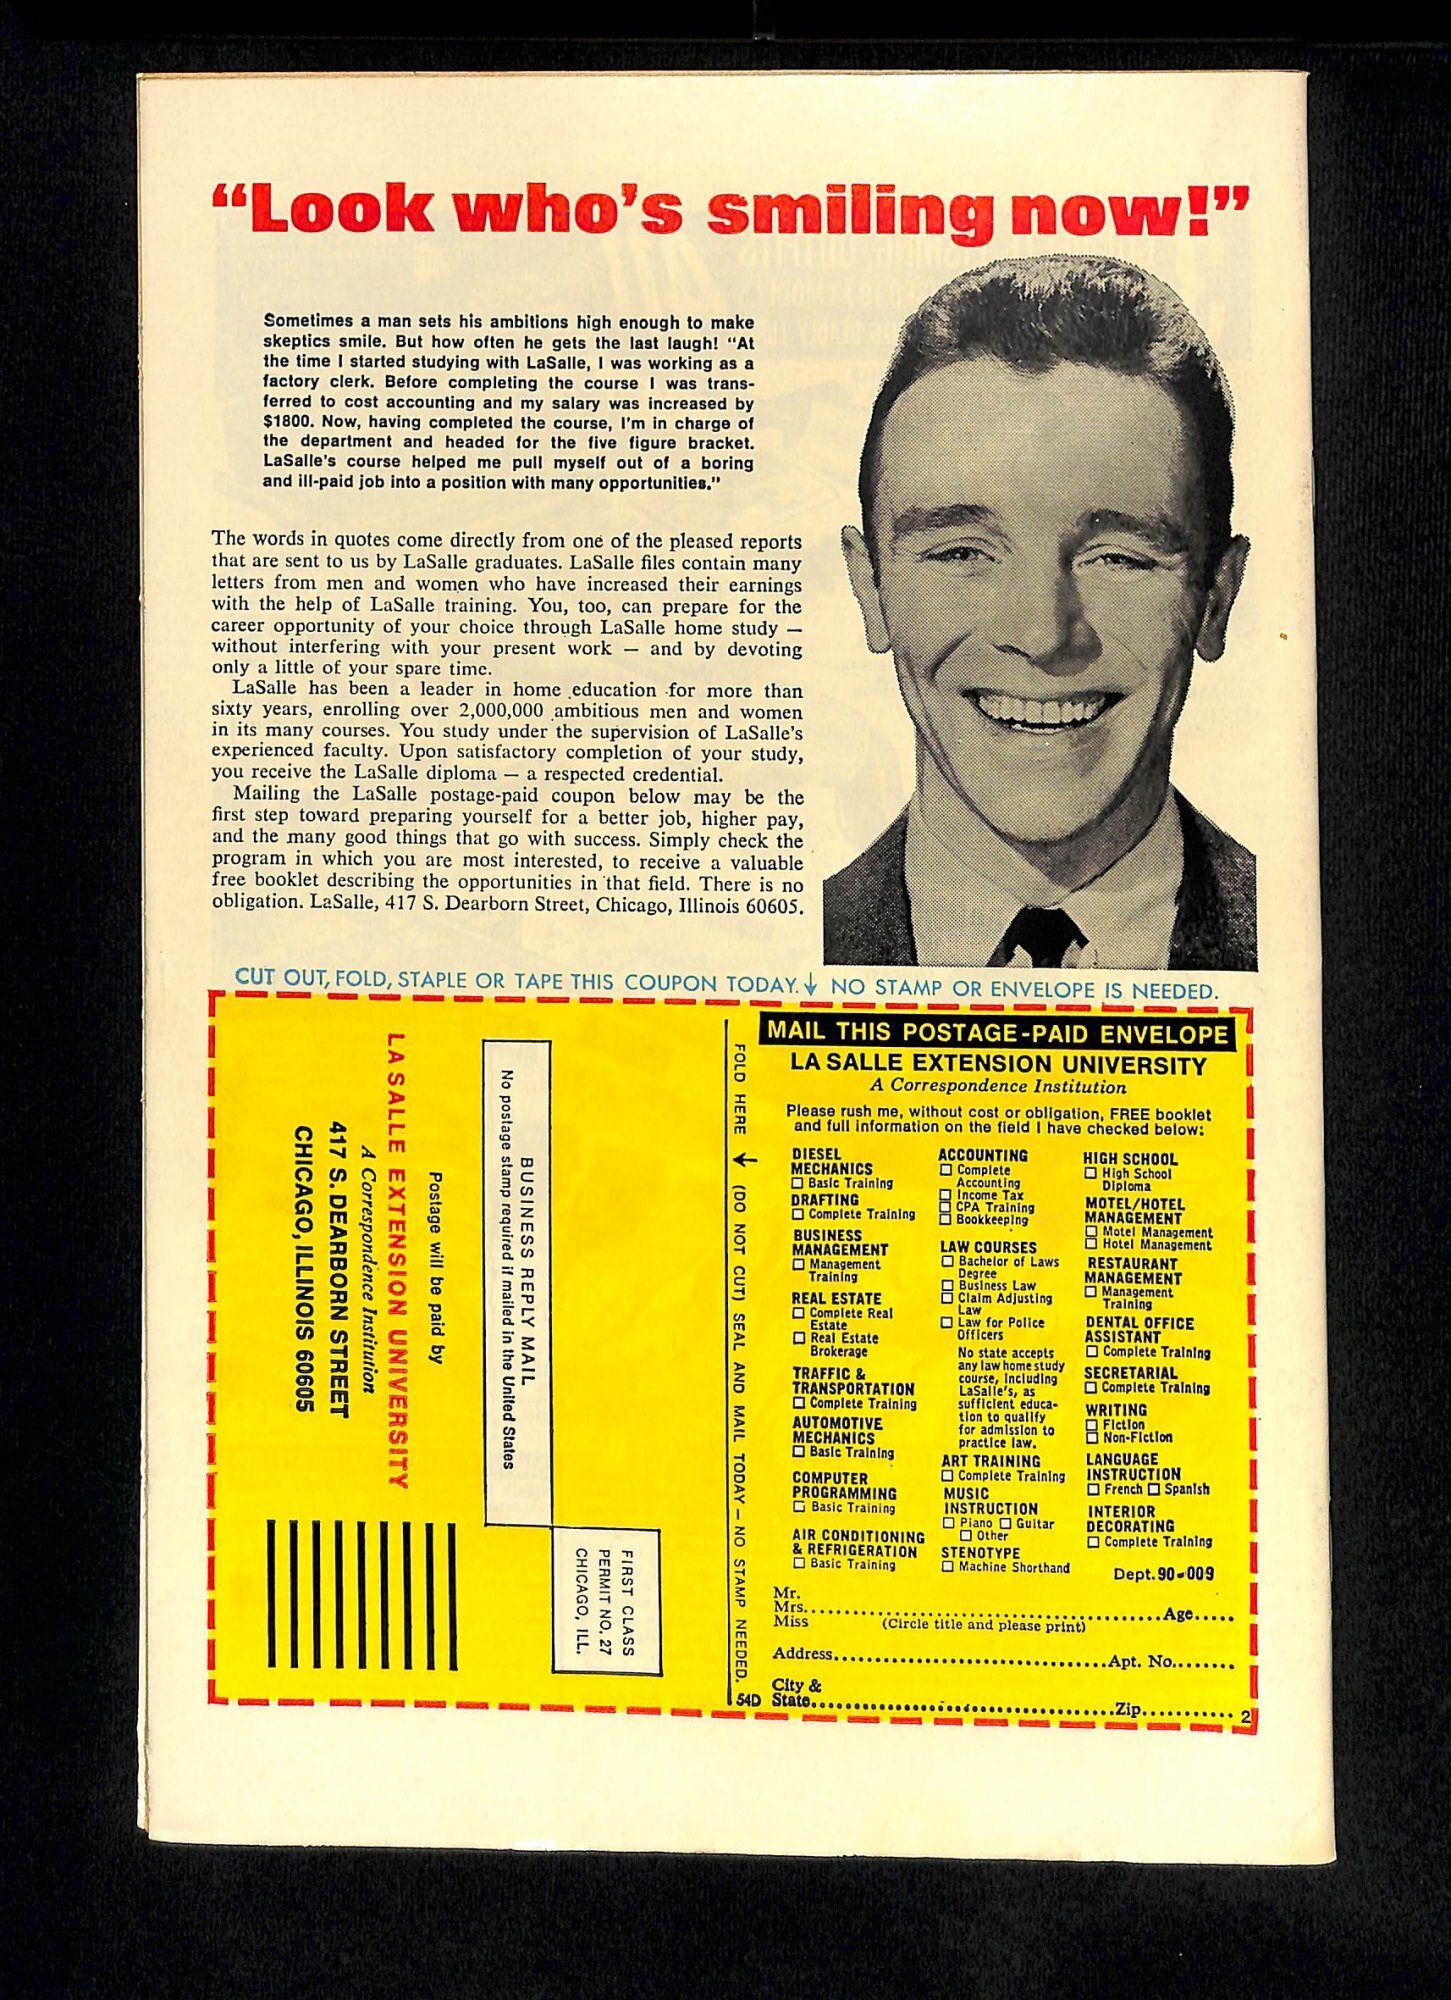 “Look who's smiling now!”
Sometimes a man sets his ambitions high enough to make
skeptics smile. But how often he gets the last laugh! “At
the time I started studying with LaSalle, I was working as a
factory clerk. Before completing the course I was trans-
ferred to cost accounting and my salary was increased by
$1800. Now, having completed the course, I'm in charge of
the department and headed for the five figure bracket.
LaSalle's course helped me pull myself out of a boring
and ill-paid job into a position with many opportunities.”
The words in quotes come directly from one of the pleased reports
that are sent to us by LaSalle graduates. LaSalle files contain many
letters from men and women who have increased their earnings
with the help of LaSalle training. You, too, can prepare for the
career opportunity of your choice through LaSalle home study —
without interfering with your present work — and by devoting
only a little of your spare time.
LaSalle has been a leader in home education for more than
sixty years, enrolling over 2,000,000 ambitious men and women
in its many courses. You study under the supervision of LaSalle's
experienced faculty. Upon satisfactory completion of your study,
you receive the LaSalle diploma — a respected credential.
Mailing the LaSalle postage-paid coupon below may be the
first step toward preparing yourself for a better job, higher pay,
and the many good things that go with success. Simply check the
program in which you are most interested, to receive a valuable
free booklet describing the opportunities in that field. There is no
obligation. LaSalle, 417 S. Dearborn Street, Chicago, Illinois 60605.
CUT OUT, FOLD, STAPLE OR TAPE THIS COUPON TODAY. ↓ NO STAMP OR ENVELOPE IS NEEDED.
FIRST CLASS
PERMIT NO. 27
CHICAGO, ILL.
BUSINESS REPLY MAIL
No postage stamp required if mailed in the United States
Postage will be paid by
LA SALLE EXTENSION UNIVERSITY
A Correspondence Institution
417 S. DEARBORN STREET
CHICAGO, ILLINOIS 60605
FOLD HERE ↓ (DO NOT CUT) SEAL AND MAIL TODAY — NO STAMP NEEDED.
54D
MAIL THIS POSTAGE-PAID ENVELOPE
LA SALLE EXTENSION UNIVERSITY
A Correspondence Institution
Please rush me, without cost or obligation, FREE booklet
and full information on the field I have checked below:
DIESEL
MECHANICS
☐ Basic Training
DRAFTING
☐ Complete Training
BUSINESS
MANAGEMENT
☐ Management
Training
REAL ESTATE
☐ Complete Real
Estate
☐ Real Estate
Brokerage
TRAFFIC &
TRANSPORTATION
☐ Complete Training
AUTOMOTIVE
MECHANICS
☐ Basic Training
COMPUTER
PROGRAMMING
☐ Basic Training
AIR CONDITIONING
& REFRIGERATION
☐ Basic Training
ACCOUNTING
☐ Complete
Accounting
☐ Income Tax
☐ CPA Training
☐ Bookkeeping
LAW COURSES
☐ Bachelor of Laws
Degree
☐ Business Law
☐ Claim Adjusting
Law
☐ Law for Police
Officers
No state accepts
any law home study
course, including
LaSalle's, as
sufficient educa-
tion to qualify
for admission to
practice law.
ART TRAINING
☐ Complete Training
MUSIC
INSTRUCTION
☐ Piano ☐ Guitar
☐ Other
STENOTYPE
☐ Machine Shorthand
HIGH SCHOOL
☐ High School
Diploma
MOTEL/HOTEL
MANAGEMENT
☐ Motel Management
☐ Hotel Management
RESTAURANT
MANAGEMENT
☐ Management
Training
DENTAL OFFICE
ASSISTANT
☐ Complete Training
SECRETARIAL
☐ Complete Training
WRITING
☐ Fiction
☐ Non-Fiction
LANGUAGE
INSTRUCTION
☐ French ☐ Spanish
INTERIOR
DECORATING
☐ Complete Training
Dept. 90-009
Mr.
Mrs. ........ Age.....
Miss (Circle title and please print)
Address........ Apt. No........
City &
State........ Zip........ 2